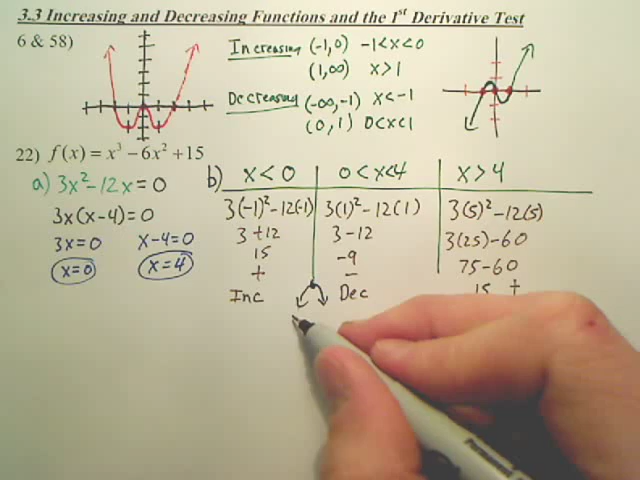 3.3 Increasing and Decreasing Functions and the 1st Derivative Test
6 & 58)
Increasing (-1,0) -1<x<0
(1,∞) x>1
Decreasing (-∞,-1) x<-1
(0,1) 0<x<1
22) f(x) = x³ − 6x² + 15
a) 3x²-12x=0
3x(x-4)=0
3x=0 x-4=0
x=0 x=4
b) x<0 0<x<4 x>4
3(-1)²-12(-1) 3(1)²-12(1) 3(5)²-12(5)
3+12 3-12 3(25)-60
15 -9 75-60
+ − 15 +
Inc Dec